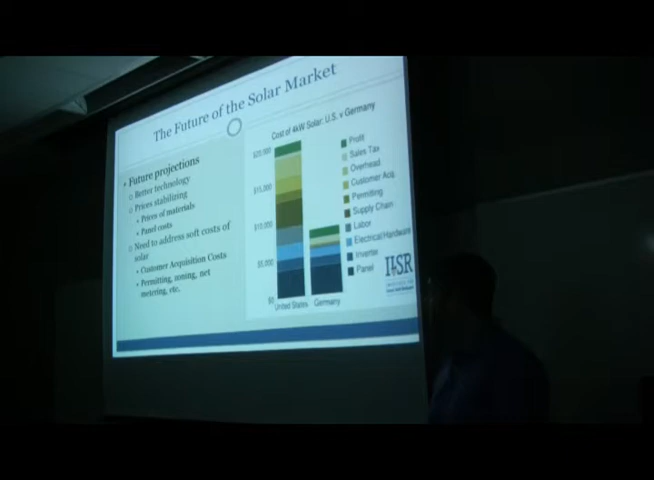 The Future of the Solar Market
Future projections
Better technology
Prices stabilizing
Prices of materials
Panel costs
Need to address soft costs of
solar
Customer Acquisition Costs
Permitting, zoning, net
metering, etc.
Cost of 4kW Solar: U.S. v Germany
$20,000
$15,000
$10,000
$5,000
$0
United States
Germany
Profit
Sales Tax
Overhead
Customer Acq
Permitting
Supply Chain
Labor
Electrical/Hardware
Inverter
Panel
ILSR